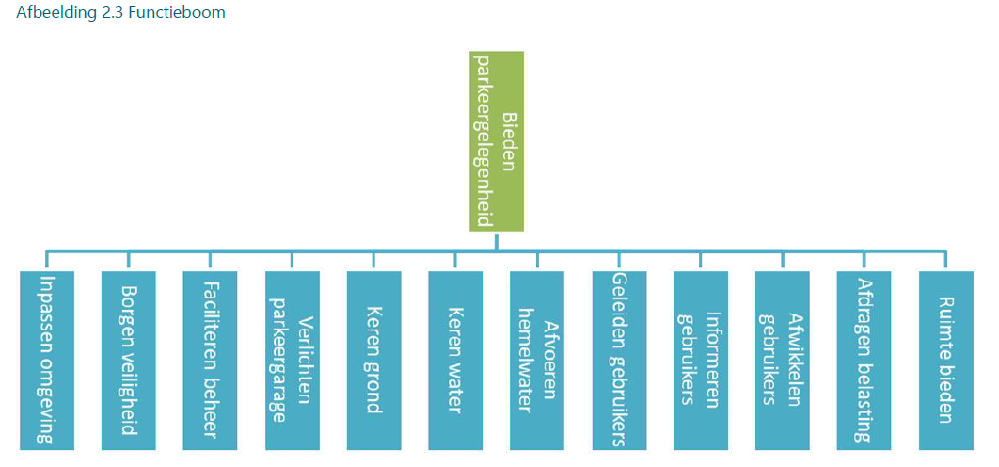 Afbeelding 2.3 Functieboom
Bieden
parkeergelegenheid
Inpassen omgeving
Borgen veiligheid
Faciliteren beheer
Verlichten
parkeergarage
Keren grond
Keren water
Afvoeren
hemelwater
Geleiden gebruikers
Informeren
gebruikers
Afwikkelen
gebruikers
Afdragen belasting
Ruimte bieden